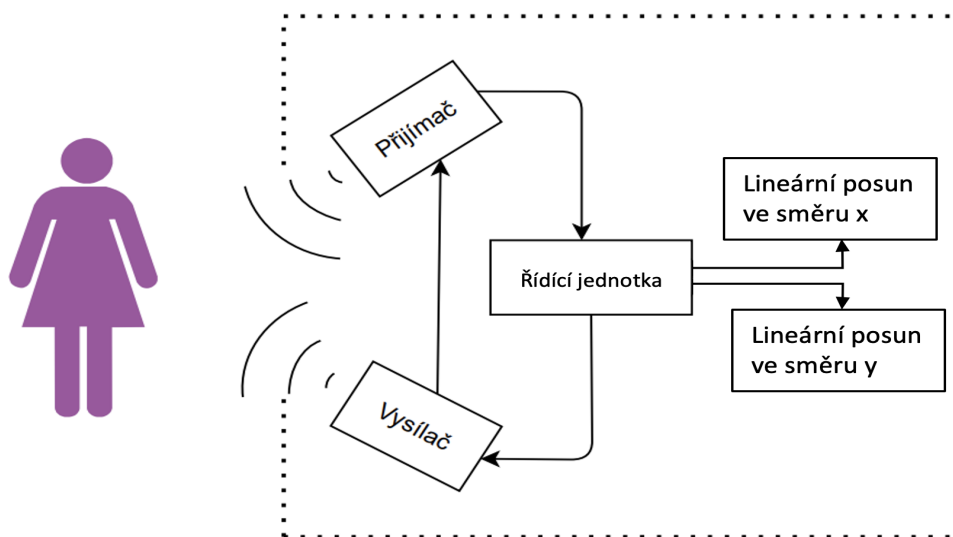 Přijímač
Lineární posun
ve směru x
Řídící jednotka
Lineární posun
ve směru y
Vysílač